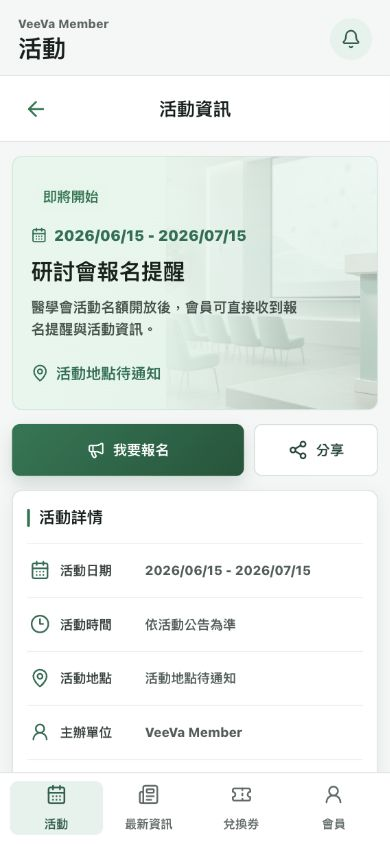 VeeVa Member
活動
活動資訊
即將開始
2026/06/15 - 2026/07/15
研討會報名提醒
醫學會活動名額開放後，會員可直接收到報
名提醒與活動資訊。
活動地點待通知
我要報名
分享
活動詳情
活動日期 2026/06/15 - 2026/07/15
活動時間 依活動公告為準
活動地點 活動地點待通知
主辦單位 VeeVa Member
活動 最新資訊 兌換券 會員